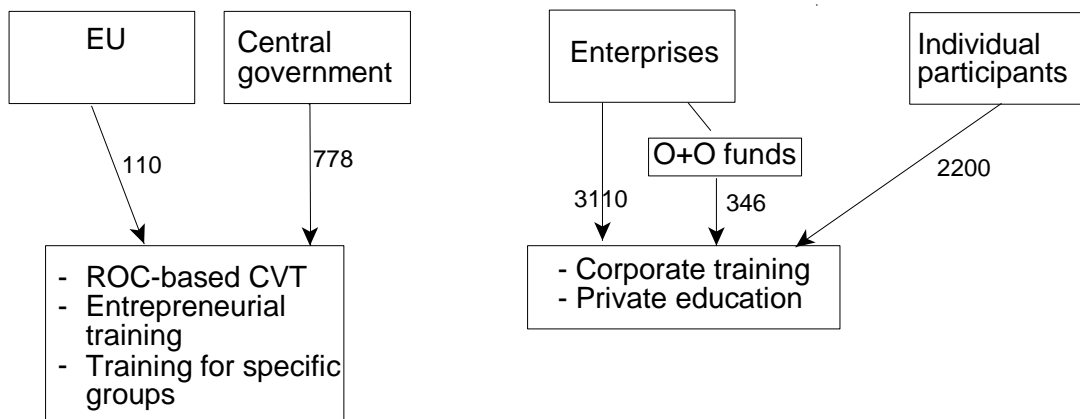 EU
Central
government
Enterprises
Individual
participants
O+O funds
110
778
3110
346
2200
- ROC-based CVT
- Entrepreneurial
training
- Training for specific
groups
- Corporate training
- Private education